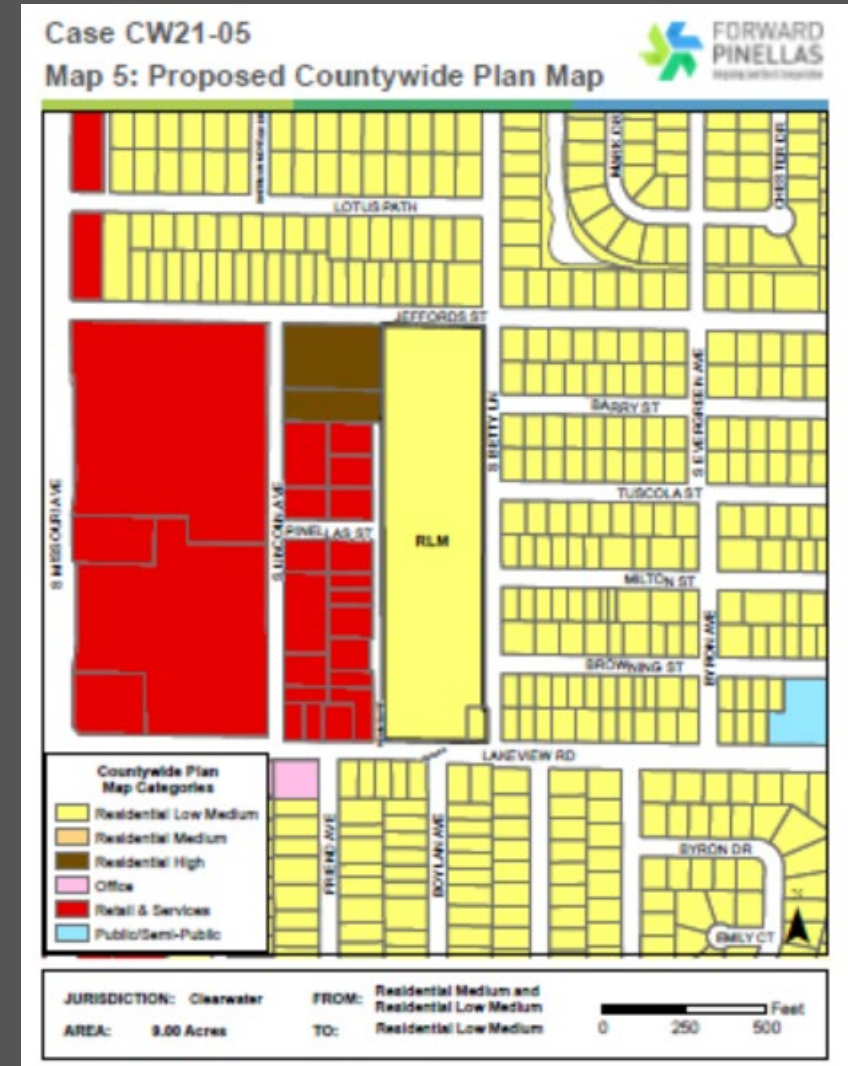 Case CW21-05
Map 5: Proposed Countywide Plan Map
FORWARD
PINELLAS
MARK DR
CHESTER DR
LOTUS PATH
JEFFORDS ST
S BETTY LN
S EVERGREEN AVE
BARRY ST
TUSCOLA ST
S MISSOURI AVE
S LINCOLN AVE
PINELLAS ST
RLM
MILTON ST
BYRON AVE
BROWNING ST
LAKEVIEW RD
FRIEND AVE
BOYLAN AVE
BYRON DR
EMILY CT
Countywide Plan
Map Categories
Residential Low Medium
Residential Medium
Residential High
Office
Retail & Services
Public/Semi-Public
JURISDICTION: Clearwater
AREA: 9.00 Acres
FROM: Residential Medium and
Residential Low Medium
TO: Residential Low Medium
Feet
0 250 500